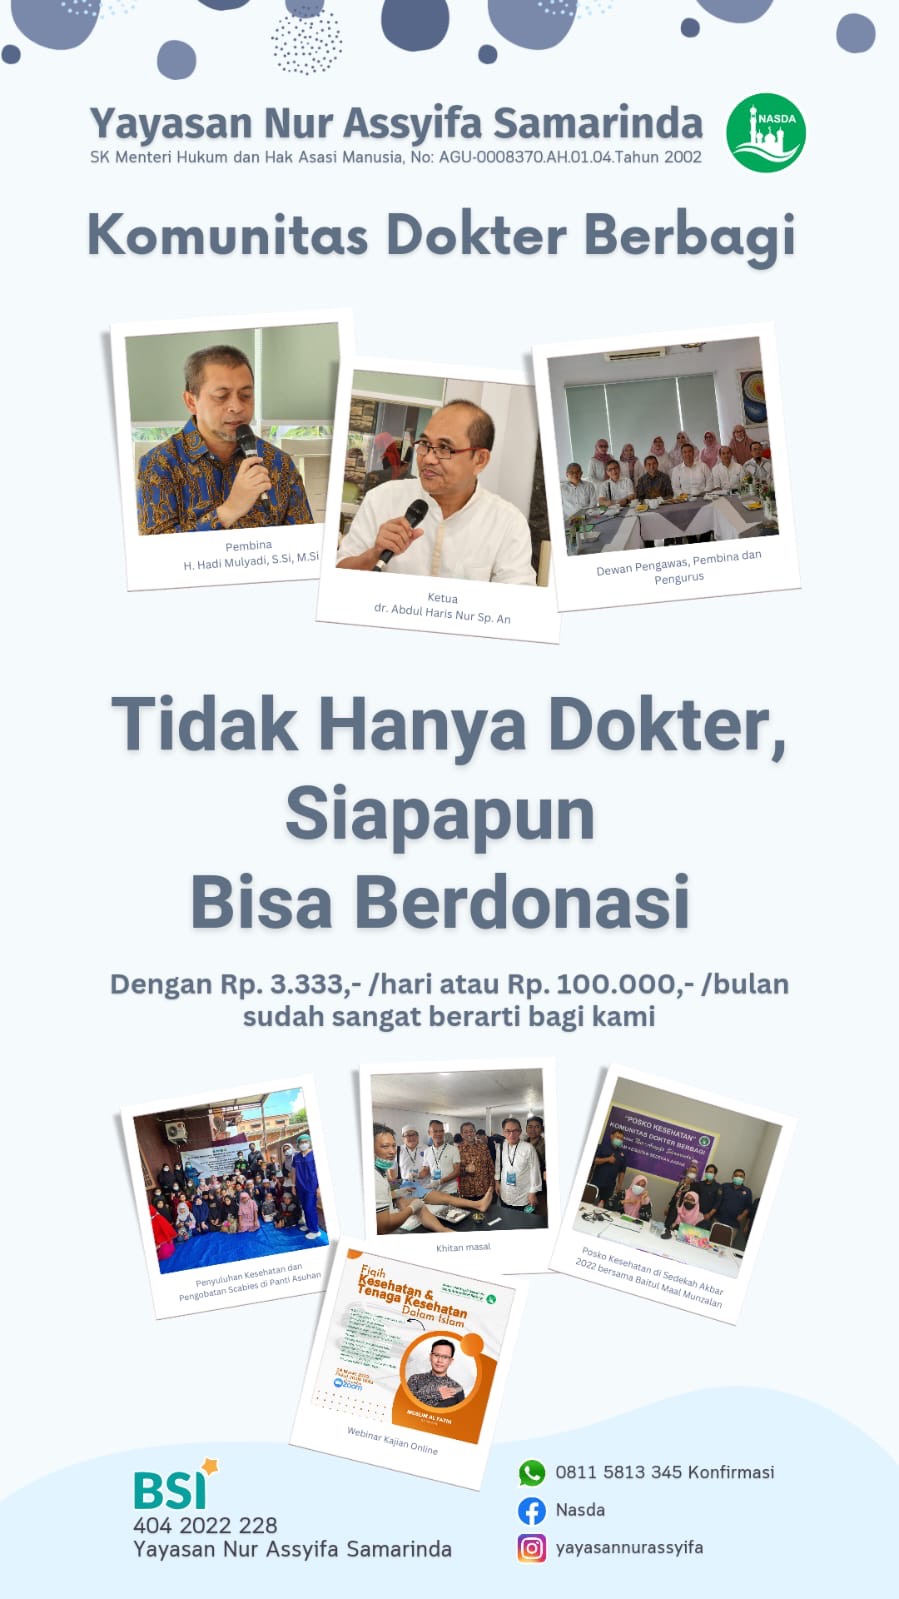 Yayasan Nur Assyifa Samarinda
SK Menteri Hukum dan Hak Asasi Manusia, No: AGU-0008370.AH.01.04.Tahun 2002
NASDA
Komunitas Dokter Berbagi
Pembina
H. Hadi Mulyadi, S.Si, M.Si
Ketua
dr. Abdul Haris Nur Sp. An
Dewan Pengawas, Pembina dan
Pengurus
Tidak Hanya Dokter,
Siapapun
Bisa Berdonasi
Dengan Rp. 3.333,- /hari atau Rp. 100.000,- /bulan
sudah sangat berarti bagi kami
Penyuluhan Kesehatan dan
Pengobatan Scabies di Panti Asuhan
Khitan masal
"POSKO KESEHATAN"
KOMUNITAS DOKTER BERBAGI
Posko Kesehatan di Sedekah Akbar
2022 bersama Baitul Maal Munzalan
Fiqih
Kesehatan &
Tenaga Kesehatan
Dalam Islam
zoom
MUSLIM AL FATIH
Webinar Kajian Online
BSI
404 2022 228
Yayasan Nur Assyifa Samarinda
0811 5813 345 Konfirmasi
Nasda
yayasannurassyifa